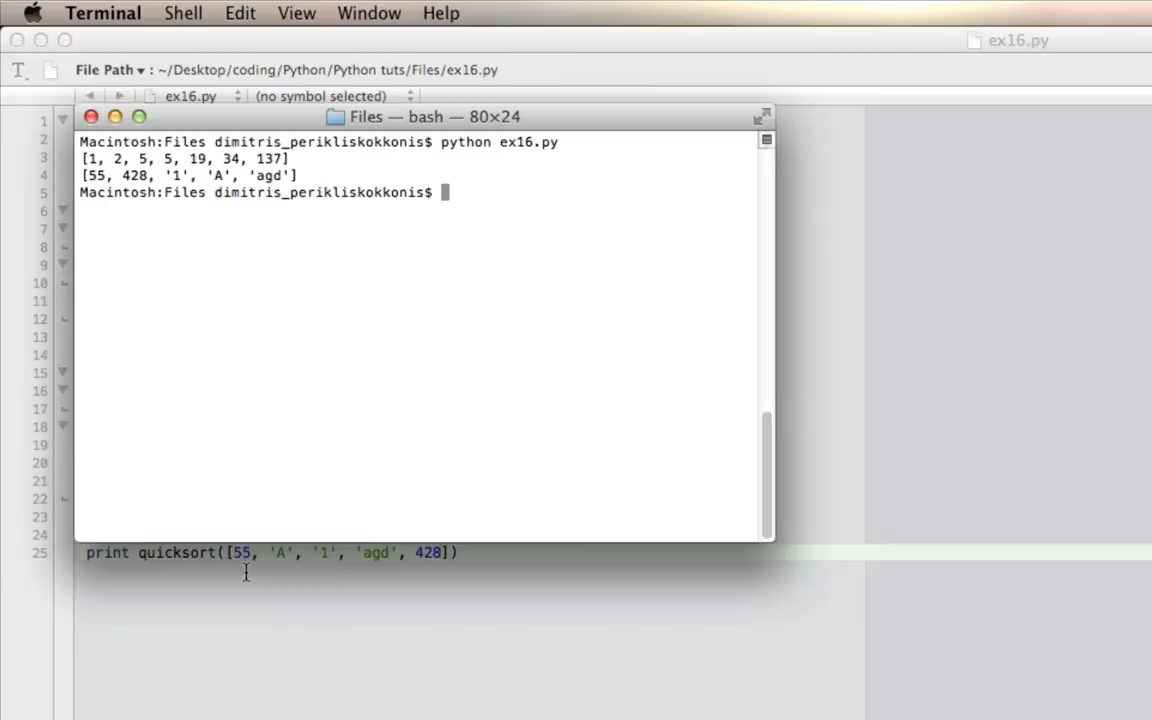 Terminal Shell Edit View Window Help
ex16.py
File Path ▾ : ~/Desktop/coding/Python/Python tuts/Files/ex16.py
ex16.py (no symbol selected)
Files — bash — 80×24
Macintosh:Files dimitris_perikliskokkonis$ python ex16.py
[1, 2, 5, 5, 19, 34, 137]
[55, 428, '1', 'A', 'agd']
Macintosh:Files dimitris_perikliskokkonis$
1
2
3
4
5
6
7
8
9
10
11
12
13
14
15
16
17
18
19
20
21
22
23
24
25 print quicksort([55, 'A', '1', 'agd', 428])